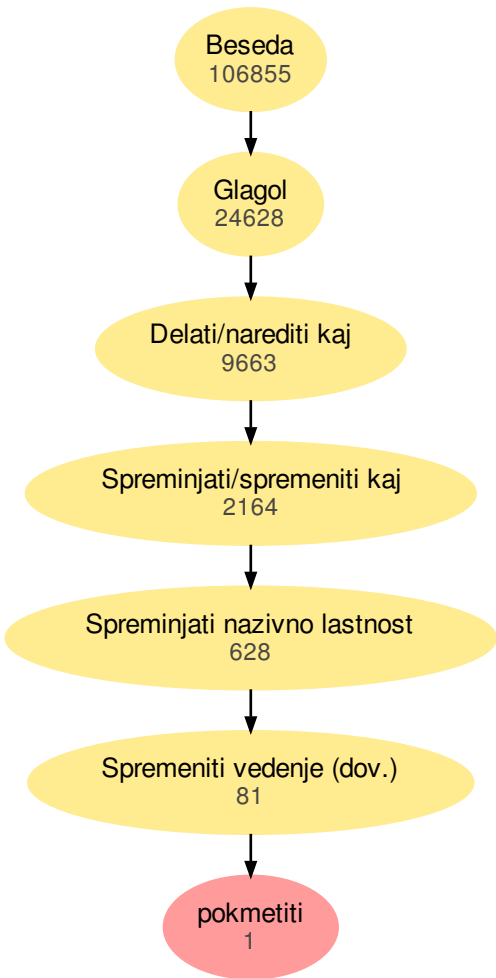 Beseda
106855
Glagol
24628
Delati/narediti kaj
9663
Spreminjati/spremeniti kaj
2164
Spreminjati nazivno lastnost
628
Spremeniti vedenje (dov.)
81
pokmetiti
1